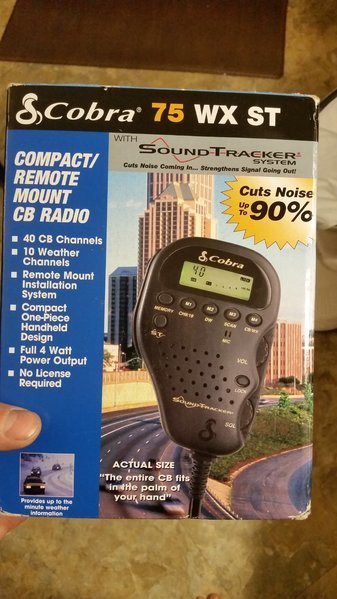 Cobra® 75 WX ST
WITH SOUNDTRACKER® SYSTEM
Cuts Noise Coming In... Strengthens Signal Going Out!
COMPACT/
REMOTE
MOUNT
CB RADIO
Cuts Noise
Up To 90%
40 CB Channels
10 Weather
Channels
Remote Mount
Installation
System
Compact
One-Piece
Handheld
Design
Full 4 Watt
Power Output
No License
Required
Cobra
40
M1 M2 M3 M4
MEMORY CH9/19 DW SCAN CB/WX
MIC
VOL
LOCK
SOUNDTRACKER
SQL
ACTUAL SIZE
"The entire CB fits
in the palm of
your hand"
Provides up to the
minute weather
information